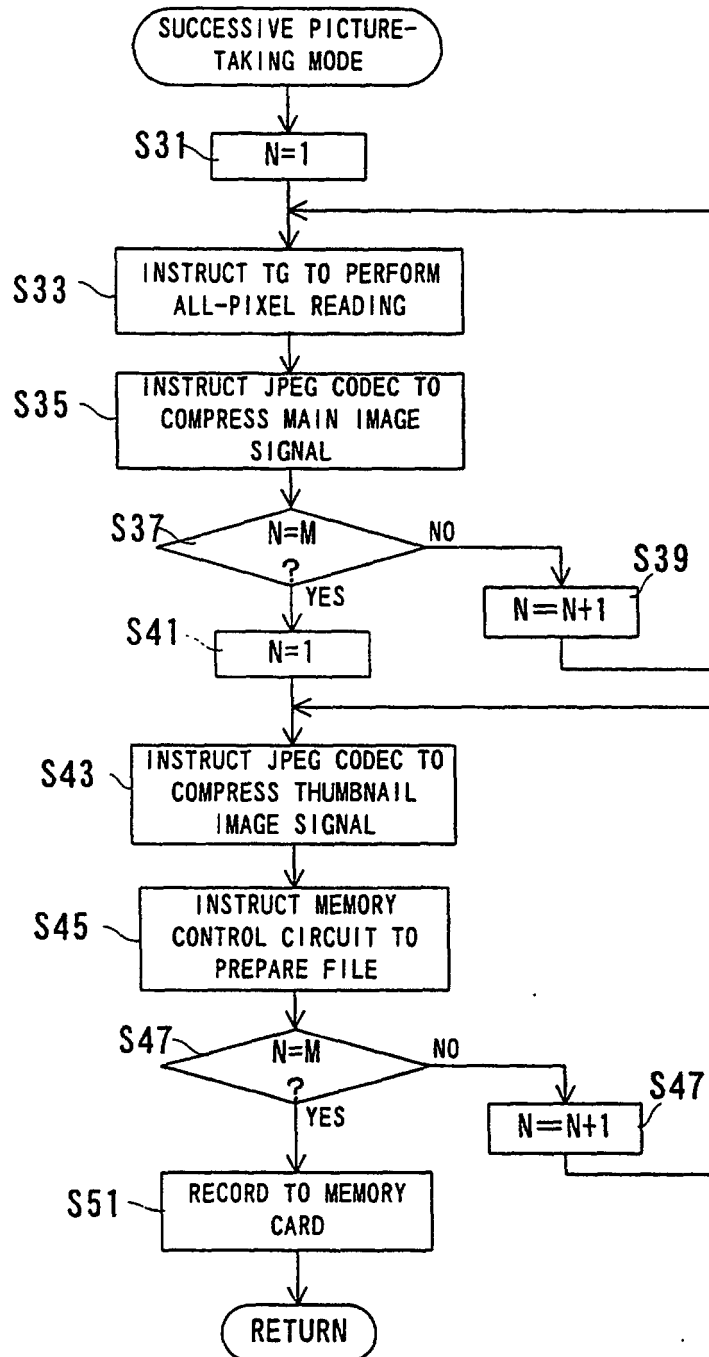 SUCCESSIVE PICTURE-
TAKING MODE
S31
N=1
S33
INSTRUCT TG TO PERFORM
ALL-PIXEL READING
S35
INSTRUCT JPEG CODEC TO
COMPRESS MAIN IMAGE
SIGNAL
S37
N=M
?
NO
YES
S39
N=N+1
S41
N=1
S43
INSTRUCT JPEG CODEC TO
COMPRESS THUMBNAIL
IMAGE SIGNAL
S45
INSTRUCT MEMORY
CONTROL CIRCUIT TO
PREPARE FILE
S47
N=M
?
NO
YES
S47
N=N+1
S51
RECORD TO MEMORY
CARD
RETURN